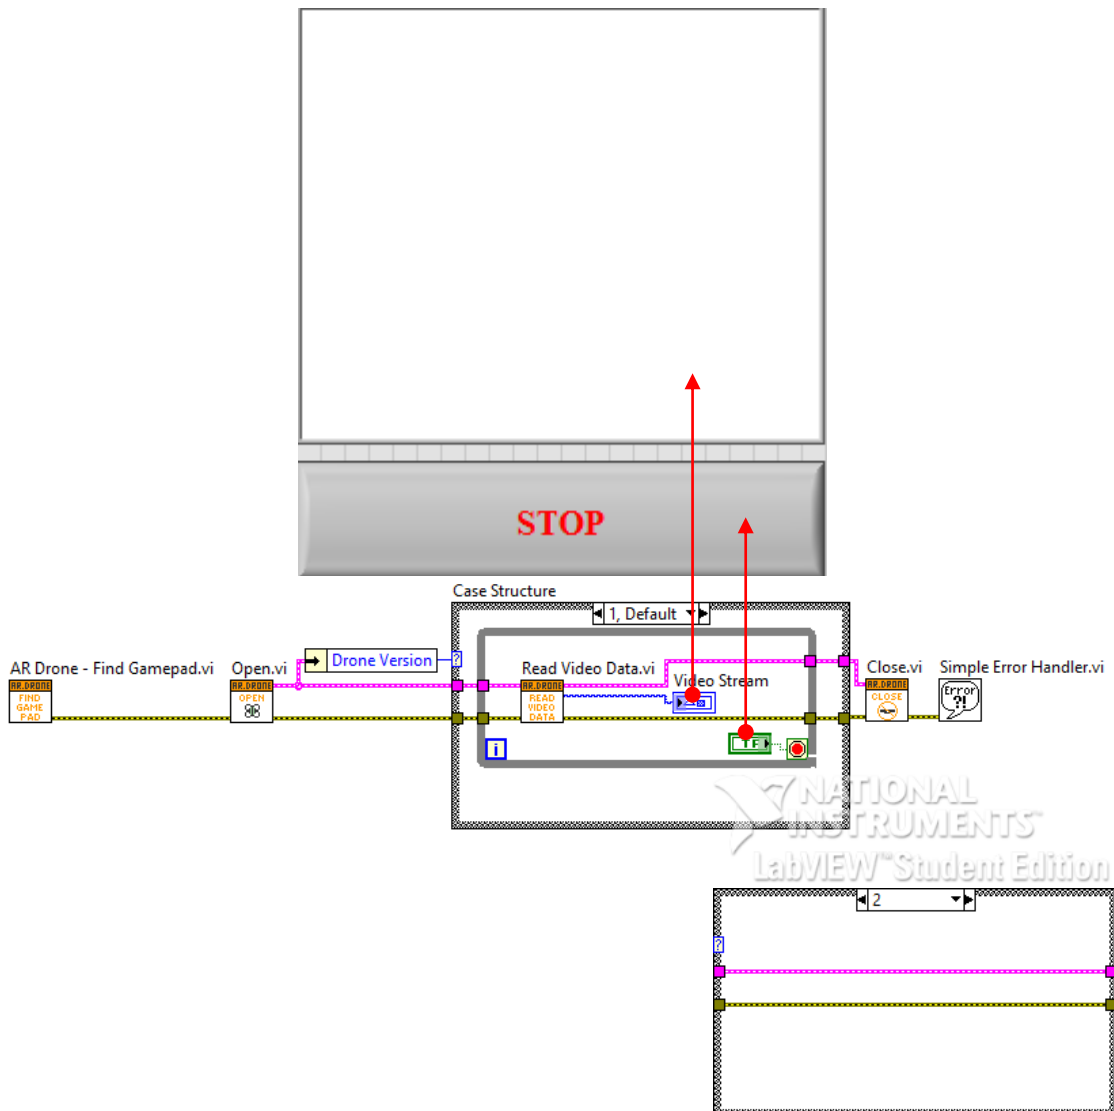 STOP
Case Structure
1, Default
AR Drone - Find Gamepad.vi
Open.vi
Drone Version
?
Read Video Data.vi
Video Stream
Close.vi
Simple Error Handler.vi
AR.DRONE
FIND
GAME
PAD
AR.DRONE
OPEN
AR.DRONE
READ
VIDEO
DATA
AR.DRONE
CLOSE
Error
?!
i
TF
NATIONAL
INSTRUMENTS™
LabVIEW™ Student Edition
2
?